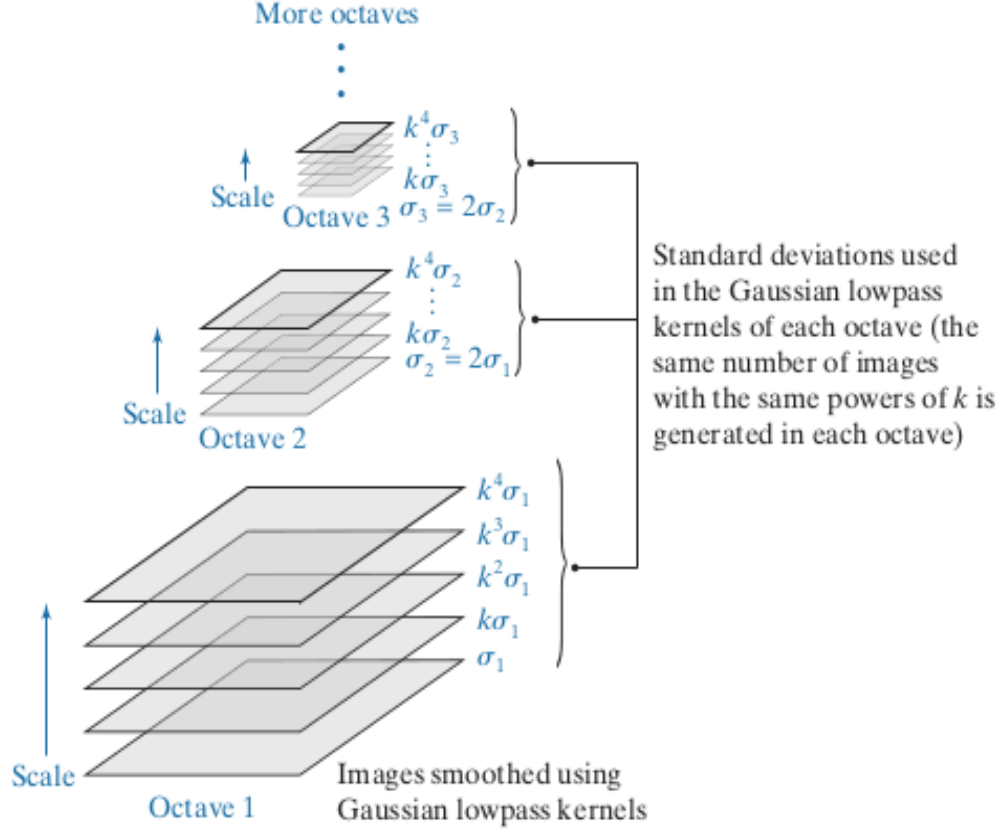 More octaves
k⁴σ₃
⋮
kσ₃
σ₃ = 2σ₂
Scale
Octave 3
k⁴σ₂
⋮
kσ₂
σ₂ = 2σ₁
Scale
Octave 2
Standard deviations used
in the Gaussian lowpass
kernels of each octave (the
same number of images
with the same powers of k is
generated in each octave)
k⁴σ₁
k³σ₁
k²σ₁
kσ₁
σ₁
Scale
Octave 1
Images smoothed using
Gaussian lowpass kernels